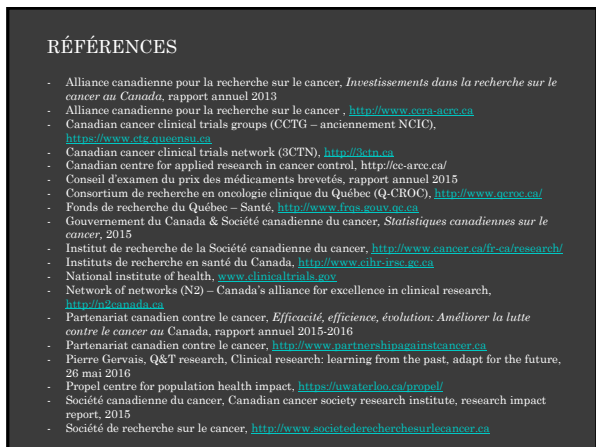 RÉFÉRENCES
- Alliance canadienne pour la recherche sur le cancer, Investissements dans la recherche sur le
cancer au Canada, rapport annuel 2013
- Alliance canadienne pour la recherche sur le cancer , http://www.ccra-acrc.ca
- Canadian cancer clinical trials groups (CCTG – anciennement NCIC),
https://www.ctg.queensu.ca
- Canadian cancer clinical trials network (3CTN), http://3ctn.ca
- Canadian centre for applied research in cancer control, http://cc-arcc.ca/
- Conseil d'examen du prix des médicaments brevetés, rapport annuel 2015
- Consortium de recherche en oncologie clinique du Québec (Q-CROC), http://www.qcroc.ca/
- Fonds de recherche du Québec – Santé, http://www.frqs.gouv.qc.ca
- Gouvernement du Canada & Société canadienne du cancer, Statistiques canadiennes sur le
cancer, 2015
- Institut de recherche de la Société canadienne du cancer, http://www.cancer.ca/fr-ca/research/
- Instituts de recherche en santé du Canada, http://www.cihr-irsc.gc.ca
- National institute of health, www.clinicaltrials.gov
- Network of networks (N2) – Canada's alliance for excellence in clinical research,
http://n2canada.ca
- Partenariat canadien contre le cancer, Efficacité, efficience, évolution: Améliorer la lutte
contre le cancer au Canada, rapport annuel 2015-2016
- Partenariat canadien contre le cancer, http://www.partnershipagainstcancer.ca
- Pierre Gervais, Q&T research, Clinical research: learning from the past, adapt for the future,
26 mai 2016
- Propel centre for population health impact, https://uwaterloo.ca/propel/
- Société canadienne du cancer, Canadian cancer society research institute, research impact
report, 2015
- Société de recherche sur le cancer, http://www.societederecherchesurlecancer.ca